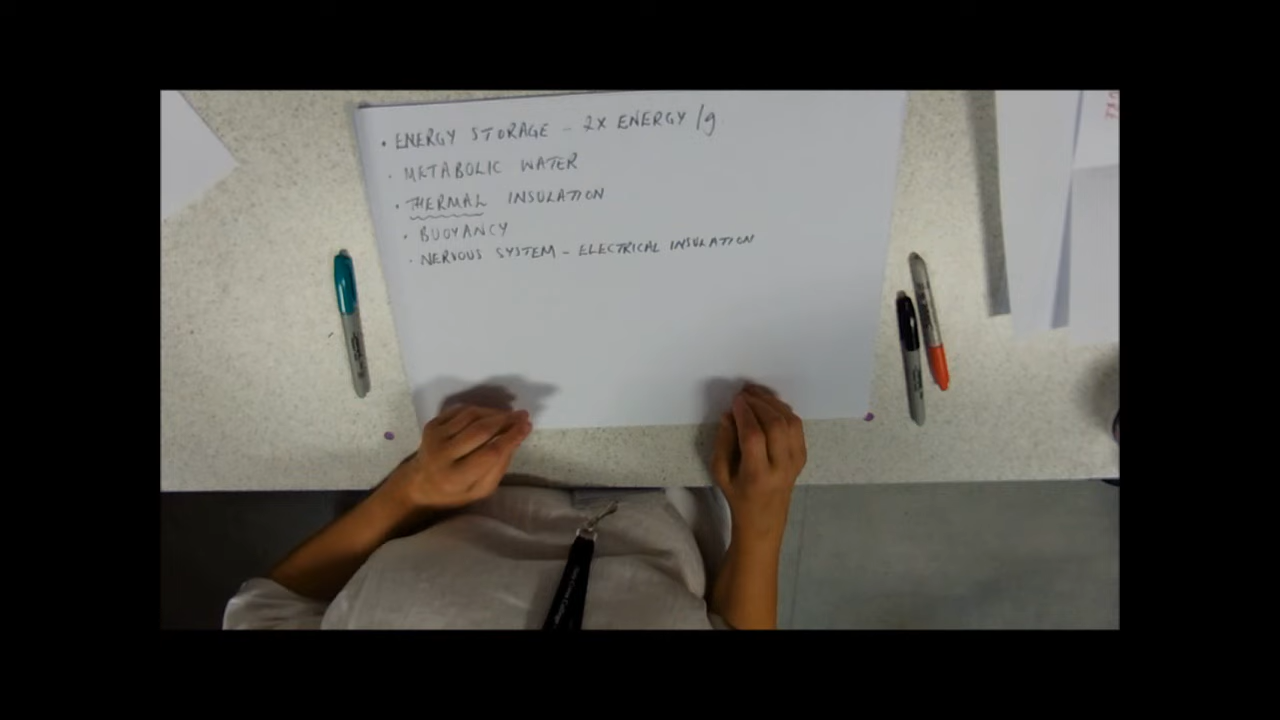 • ENERGY STORAGE - 2X ENERGY /g
• METABOLIC WATER
• THERMAL INSULATION
• BUOYANCY
• NERVOUS SYSTEM - ELECTRICAL INSULATION